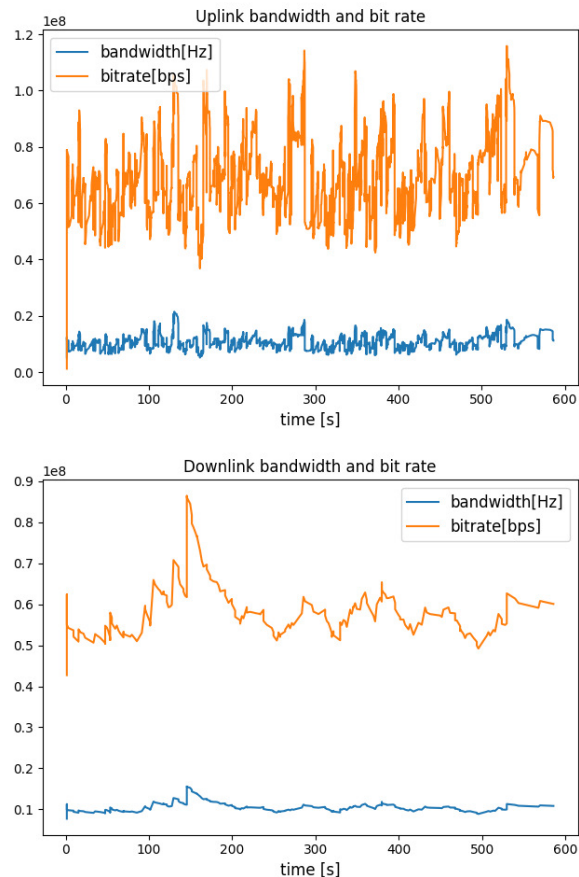 Uplink bandwidth and bit rate
1e8
bandwidth[Hz]
bitrate[bps]
1.2
1.0
0.8
0.6
0.4
0.2
0.0
0 100 200 300 400 500 600
time [s]
Downlink bandwidth and bit rate
1e8
bandwidth[Hz]
bitrate[bps]
0.9
0.8
0.7
0.6
0.5
0.4
0.3
0.2
0.1
0 100 200 300 400 500 600
time [s]